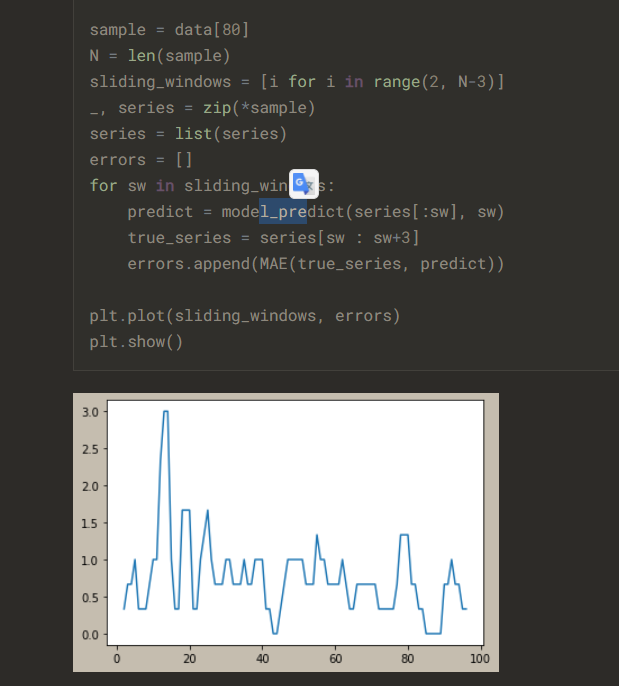 sample = data[80]
N = len(sample)
sliding_windows = [i for i in range(2, N-3)]
_, series = zip(*sample)
series = list(series)
errors = []
for sw in sliding_win s:
predict = model_predict(series[:sw], sw)
true_series = series[sw : sw+3]
errors.append(MAE(true_series, predict))
plt.plot(sliding_windows, errors)
plt.show()
3.0
2.5
2.0
1.5
1.0
0.5
0.0
0 20 40 60 80 100